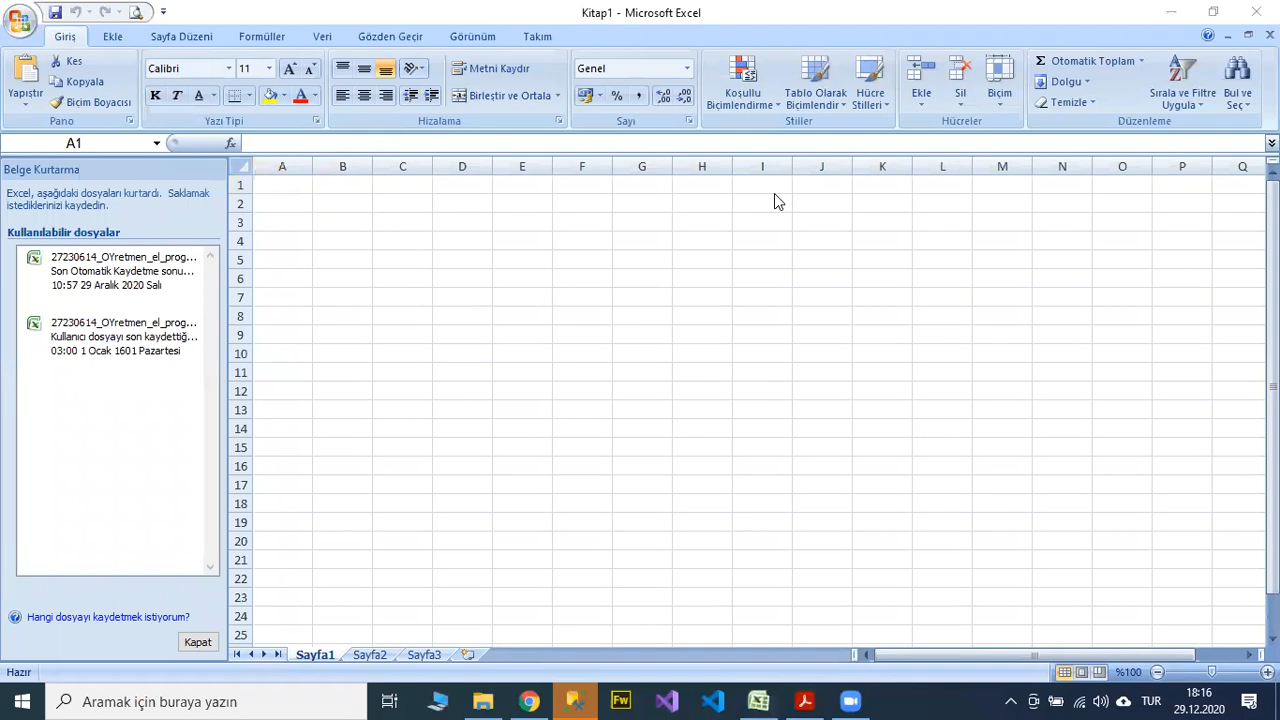 Kitap1 - Microsoft Excel
Giriş Ekle Sayfa Düzeni Formüller Veri Gözden Geçir Görünüm Takım
Yapıştır
Kes
Kopyala
Biçim Boyacısı
Pano
Calibri 11
K T A
Yazı Tipi
Metni Kaydır
Birleştir ve Ortala
Hizalama
Genel
%
Sayı
Koşullu
Biçimlendirme
Tablo Olarak
Biçimlendir
Hücre
Stilleri
Stiller
Ekle
Sil
Biçim
Hücreler
Σ Otomatik Toplam
Dolgu
Temizle
Sırala ve Filtre
Uygula
Bul ve
Seç
Düzenleme
A1
fx
Belge Kurtarma
Excel, aşağıdaki dosyaları kurtardı. Saklamak
istediklerinizi kaydedin.
Kullanılabilir dosyalar
27230614_OYretmen_el_prog...
Son Otomatik Kaydetme sonu...
10:57 29 Aralık 2020 Salı
27230614_OYretmen_el_prog...
Kullanıcı dosyayı son kaydettiğ...
03:00 1 Ocak 1601 Pazartesi
Hangi dosyayı kaydetmek istiyorum?
Kapat
A B C D E F G H I J K L M N O P Q
1
2
3
4
5
6
7
8
9
10
11
12
13
14
15
16
17
18
19
20
21
22
23
24
25
Sayfa1 Sayfa2 Sayfa3
Hazır
%100
Aramak için buraya yazın
Fw
TUR
18:16
29.12.2020